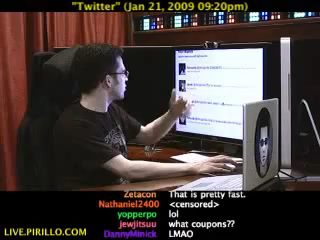 "Twitter" (Jan 21, 2009 09:20pm)
Zetacon That is pretty fast.
Nathaniel2400 <censored>
yopperpo lol
jewjitsuu what coupons??
DannyMinick LMAO
LIVE.PIRILLO.COM